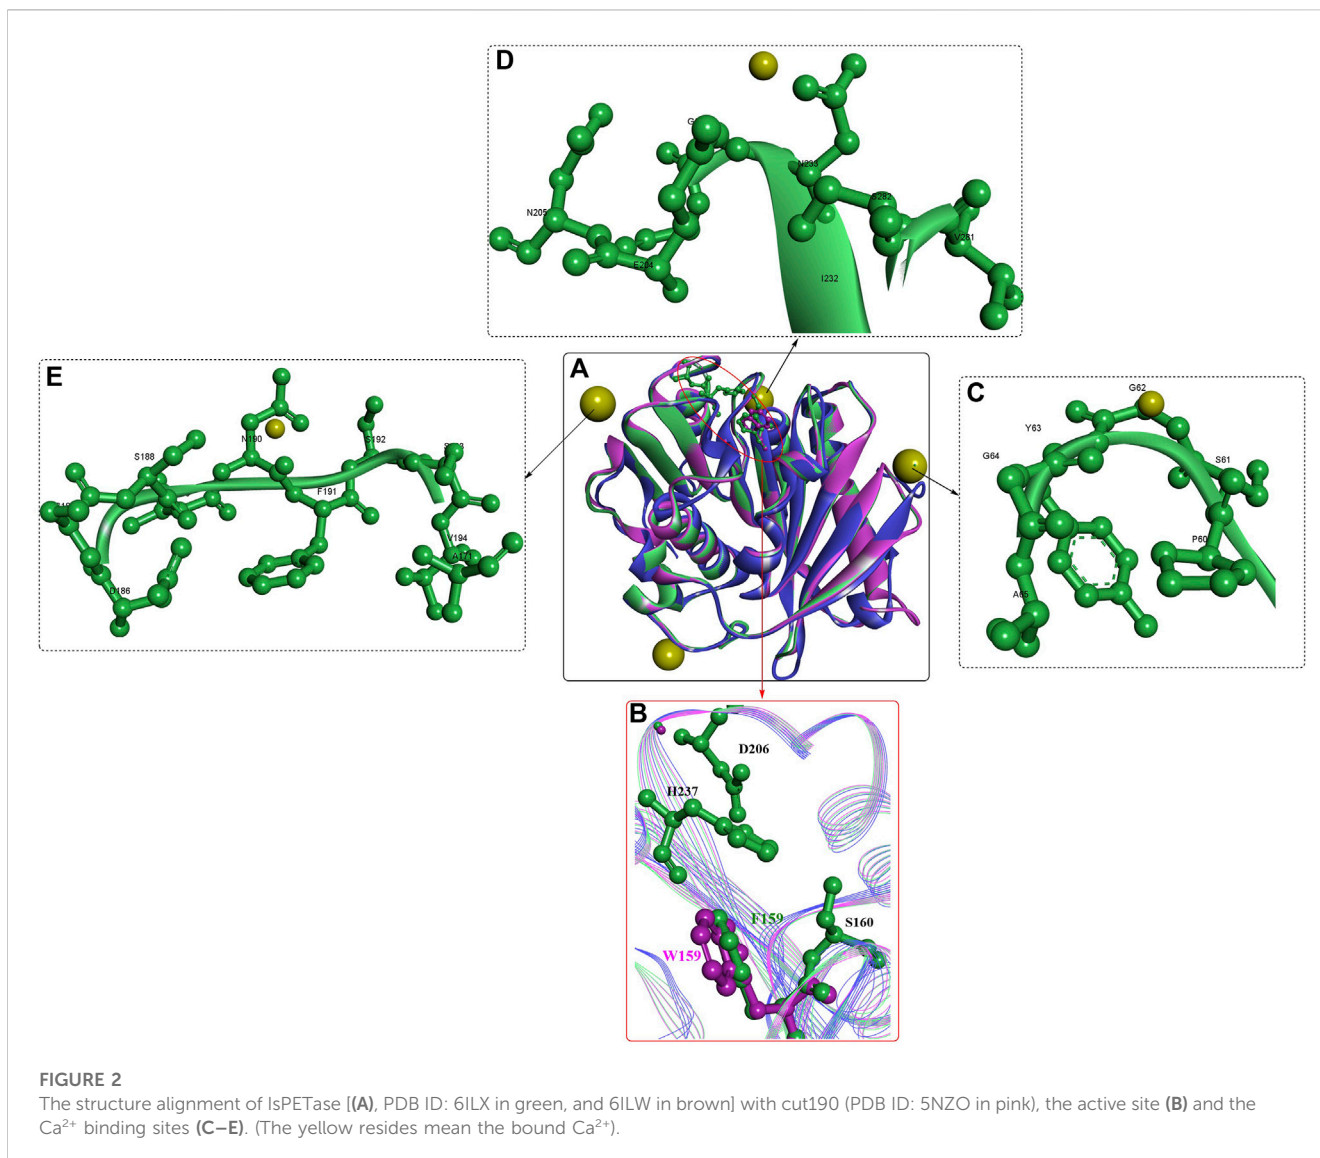 D
G
N205
E204
N233
S282
V281
I232
E
S188
N190
S192
F191
V194
A171
D186
A
C
G62
Y63
G64
S61
P60
A65
B
D206
H237
F159
S160
W159
FIGURE 2
The structure alignment of IsPETase [(A), PDB ID: 6ILX in green, and 6ILW in brown] with cut190 (PDB ID: 5NZO in pink), the active site (B) and the
Ca²⁺ binding sites (C–E). (The yellow resides mean the bound Ca²⁺).